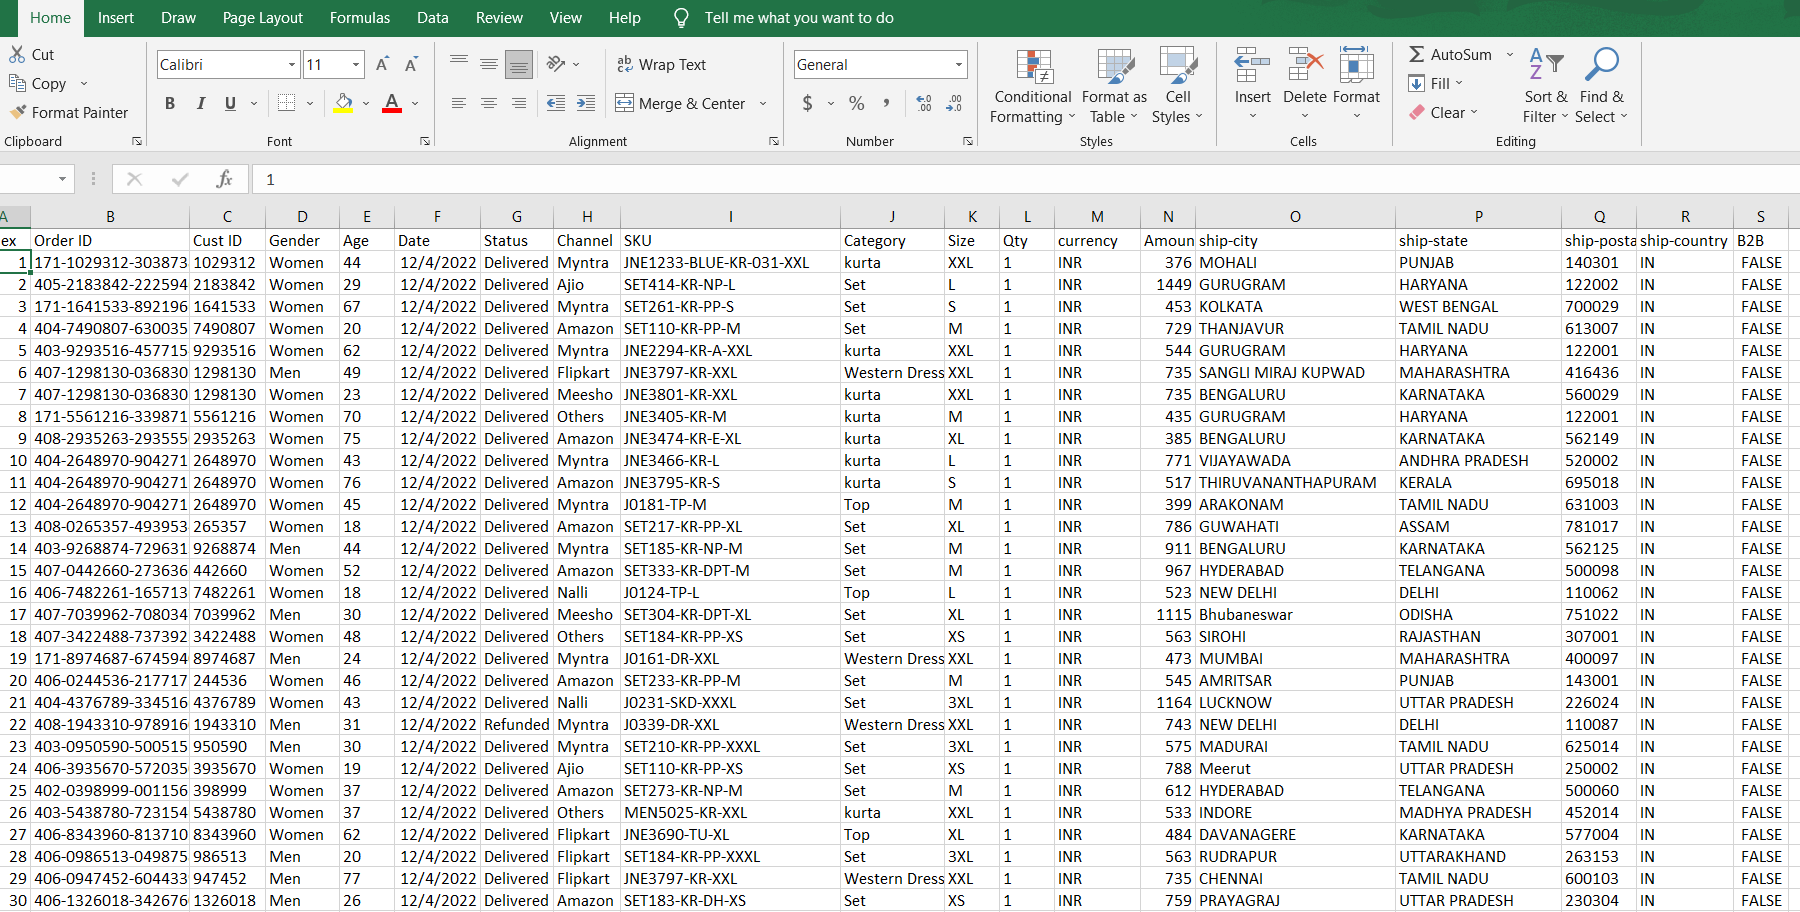 Home Insert Draw Page Layout Formulas Data Review View Help Tell me what you want to do
Cut
Copy
Format Painter
Clipboard
Calibri 11
B I U
Font
Wrap Text
Merge & Center
Alignment
General
$ % ,
Number
Conditional Formatting
Format as Table
Cell Styles
Styles
Insert Delete Format
Cells
AutoSum
Fill
Clear
Sort & Filter
Find & Select
Editing
fx 1
A B C D E F G H I J K L M N O P Q R S
ex Order ID Cust ID Gender Age Date Status Channel SKU Category Size Qty currency Amoun ship-city ship-state ship-posta ship-country B2B
1 171-1029312-303873 1029312 Women 44 12/4/2022 Delivered Myntra JNE1233-BLUE-KR-031-XXL kurta XXL 1 INR 376 MOHALI PUNJAB 140301 IN FALSE
2 405-2183842-222594 2183842 Women 29 12/4/2022 Delivered Ajio SET414-KR-NP-L Set L 1 INR 1449 GURUGRAM HARYANA 122002 IN FALSE
3 171-1641533-892196 1641533 Women 67 12/4/2022 Delivered Myntra SET261-KR-PP-S Set S 1 INR 453 KOLKATA WEST BENGAL 700029 IN FALSE
4 404-7490807-630035 7490807 Women 20 12/4/2022 Delivered Amazon SET110-KR-PP-M Set M 1 INR 729 THANJAVUR TAMIL NADU 613007 IN FALSE
5 403-9293516-457715 9293516 Women 62 12/4/2022 Delivered Myntra JNE2294-KR-A-XXL kurta XXL 1 INR 544 GURUGRAM HARYANA 122001 IN FALSE
6 407-1298130-036830 1298130 Men 49 12/4/2022 Delivered Flipkart JNE3797-KR-XXL Western Dress XXL 1 INR 735 SANGLI MIRAJ KUPWAD MAHARASHTRA 416436 IN FALSE
7 407-1298130-036830 1298130 Women 23 12/4/2022 Delivered Meesho JNE3801-KR-XXL kurta XXL 1 INR 735 BENGALURU KARNATAKA 560029 IN FALSE
8 171-5561216-339871 5561216 Women 70 12/4/2022 Delivered Others JNE3405-KR-M kurta M 1 INR 435 GURUGRAM HARYANA 122001 IN FALSE
9 408-2935263-293555 2935263 Women 75 12/4/2022 Delivered Amazon JNE3474-KR-E-XL kurta XL 1 INR 385 BENGALURU KARNATAKA 562149 IN FALSE
10 404-2648970-904271 2648970 Women 43 12/4/2022 Delivered Myntra JNE3466-KR-L kurta L 1 INR 771 VIJAYAWADA ANDHRA PRADESH 520002 IN FALSE
11 404-2648970-904271 2648970 Women 76 12/4/2022 Delivered Amazon JNE3795-KR-S kurta S 1 INR 517 THIRUVANANTHAPURAM KERALA 695018 IN FALSE
12 404-2648970-904271 2648970 Women 45 12/4/2022 Delivered Myntra J0181-TP-M Top M 1 INR 399 ARAKONAM TAMIL NADU 631003 IN FALSE
13 408-0265357-493953 265357 Women 18 12/4/2022 Delivered Amazon SET217-KR-PP-XL Set XL 1 INR 786 GUWAHATI ASSAM 781017 IN FALSE
14 403-9268874-729631 9268874 Men 44 12/4/2022 Delivered Myntra SET185-KR-NP-M Set M 1 INR 911 BENGALURU KARNATAKA 562125 IN FALSE
15 407-0442660-273636 442660 Women 52 12/4/2022 Delivered Amazon SET333-KR-DPT-M Set M 1 INR 967 HYDERABAD TELANGANA 500098 IN FALSE
16 406-7482261-165713 7482261 Women 18 12/4/2022 Delivered Nalli J0124-TP-L Top L 1 INR 523 NEW DELHI DELHI 110062 IN FALSE
17 407-7039962-708034 7039962 Men 30 12/4/2022 Delivered Meesho SET304-KR-DPT-XL Set XL 1 INR 1115 Bhubaneswar ODISHA 751022 IN FALSE
18 407-3422488-737392 3422488 Women 48 12/4/2022 Delivered Others SET184-KR-PP-XS Set XS 1 INR 563 SIROHI RAJASTHAN 307001 IN FALSE
19 171-8974687-674594 8974687 Men 24 12/4/2022 Delivered Myntra J0161-DR-XXL Western Dress XXL 1 INR 473 MUMBAI MAHARASHTRA 400097 IN FALSE
20 406-0244536-217717 244536 Women 46 12/4/2022 Delivered Amazon SET233-KR-PP-M Set M 1 INR 545 AMRITSAR PUNJAB 143001 IN FALSE
21 404-4376789-334516 4376789 Women 43 12/4/2022 Delivered Nalli J0231-SKD-XXXL Set 3XL 1 INR 1164 LUCKNOW UTTAR PRADESH 226024 IN FALSE
22 408-1943310-978916 1943310 Men 31 12/4/2022 Refunded Myntra J0339-DR-XXL Western Dress XXL 1 INR 743 NEW DELHI DELHI 110087 IN FALSE
23 403-0950590-500515 950590 Men 30 12/4/2022 Delivered Myntra SET210-KR-PP-XXXL Set 3XL 1 INR 575 MADURAI TAMIL NADU 625014 IN FALSE
24 406-3935670-572035 3935670 Women 19 12/4/2022 Delivered Ajio SET110-KR-PP-XS Set XS 1 INR 788 Meerut UTTAR PRADESH 250002 IN FALSE
25 402-0398999-001156 398999 Women 37 12/4/2022 Delivered Amazon SET273-KR-NP-M Set M 1 INR 612 HYDERABAD TELANGANA 500060 IN FALSE
26 403-5438780-723154 5438780 Women 37 12/4/2022 Delivered Others MEN5025-KR-XXL kurta XXL 1 INR 533 INDORE MADHYA PRADESH 452014 IN FALSE
27 406-8343960-813710 8343960 Women 62 12/4/2022 Delivered Flipkart JNE3690-TU-XL Top XL 1 INR 484 DAVANAGERE KARNATAKA 577004 IN FALSE
28 406-0986513-049875 986513 Men 20 12/4/2022 Delivered Flipkart SET184-KR-PP-XXXL Set 3XL 1 INR 563 RUDRAPUR UTTARAKHAND 263153 IN FALSE
29 406-0947452-604433 947452 Men 77 12/4/2022 Delivered Flipkart JNE3797-KR-XXL Western Dress XXL 1 INR 735 CHENNAI TAMIL NADU 600103 IN FALSE
30 406-1326018-342676 1326018 Men 26 12/4/2022 Delivered Amazon SET183-KR-DH-XS Set XS 1 INR 759 PRAYAGRAJ UTTAR PRADESH 230304 IN FALSE